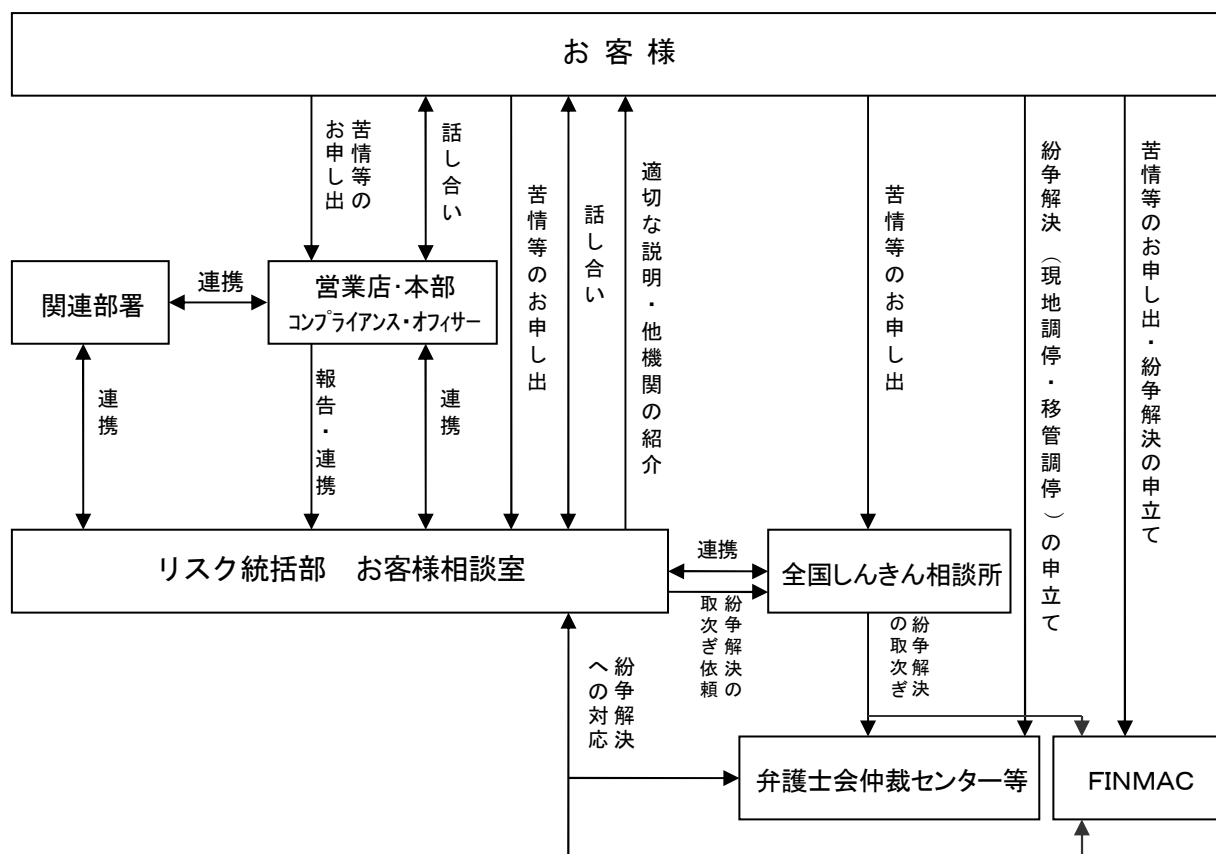 お客様
苦情等の
お申し出
話し合い
苦情等のお申し出
話し合い
適切な説明・他機関の紹介
苦情等のお申し出
紛争解決（現地調停・移管調停）の申立て
苦情等のお申し出・紛争解決の申立て
関連部署
連携
営業店・本部
コンプライアンス・オフィサー
連携
報告・連携
連携
リスク統括部　お客様相談室
連携
紛争解決の
取次ぎ依頼
全国しんきん相談所
紛争解決
の取次ぎ
紛争解決
への対応
弁護士会仲裁センター等
FINMAC